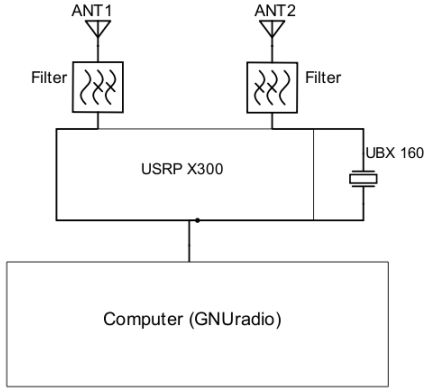 ANT1
ANT2
Filter
Filter
UBX 160
USRP X300
Computer (GNUradio)